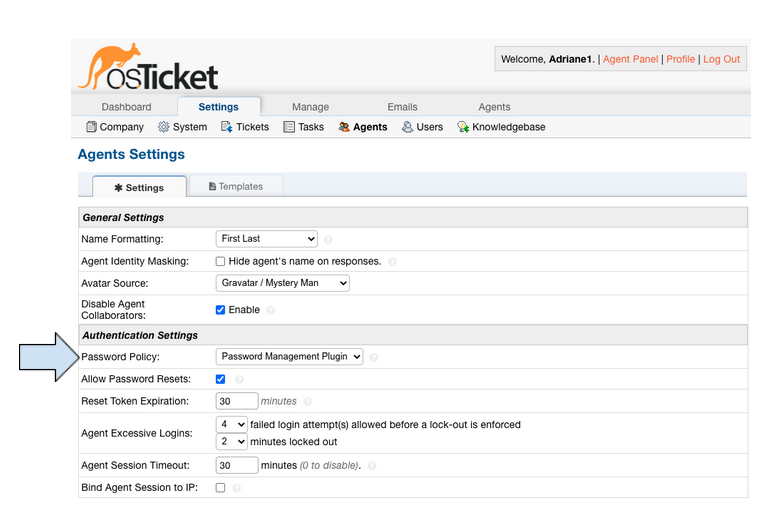 osTicket
Welcome, Adriane1. | Agent Panel | Profile | Log Out
Dashboard Settings Manage Emails Agents
Company System Tickets Tasks Agents Users Knowledgebase
Agents Settings
Settings Templates
General Settings
Name Formatting: First Last
Agent Identity Masking: Hide agent's name on responses.
Avatar Source: Gravatar / Mystery Man
Disable Agent
Collaborators: Enable
Authentication Settings
Password Policy: Password Management Plugin
Allow Password Resets:
Reset Token Expiration: 30 minutes
Agent Excessive Logins: 4 failed login attempt(s) allowed before a lock-out is enforced
2 minutes locked out
Agent Session Timeout: 30 minutes (0 to disable).
Bind Agent Session to IP: